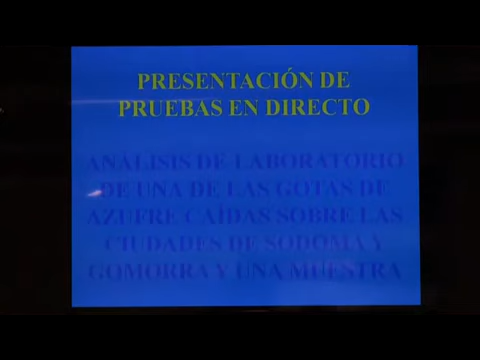 PRESENTACIÓN DE
PRUEBAS EN DIRECTO
ANÁLISIS DE LABORATORIO
DE UNA DE LAS GOTAS DE
AZUFRE CAÍDAS SOBRE LAS
CIUDADES DE SODOMA Y
GOMORRA Y UNA MUESTRA